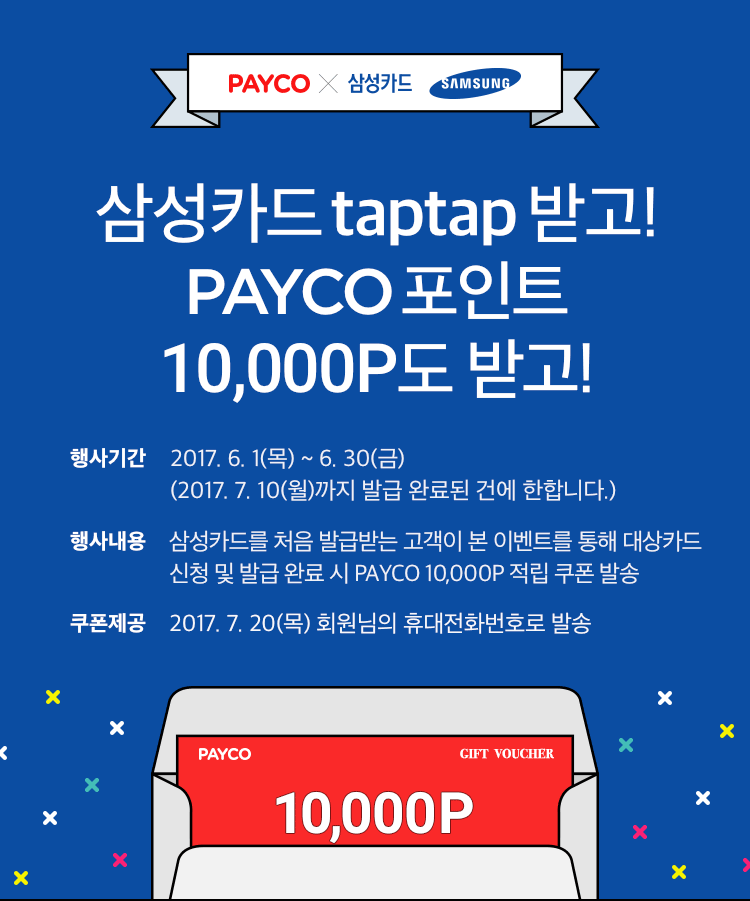 PAYCO × 삼성카드 SAMSUNG
삼성카드 taptap 받고!
PAYCO 포인트
10,000P도 받고!
행사기간 2017. 6. 1(목) ~ 6. 30(금)
(2017. 7. 10(월)까지 발급 완료된 건에 한합니다.)
행사내용 삼성카드를 처음 발급받는 고객이 본 이벤트를 통해 대상카드
신청 및 발급 완료 시 PAYCO 10,000P 적립 쿠폰 발송
쿠폰제공 2017. 7. 20(목) 회원님의 휴대전화번호로 발송
PAYCO GIFT VOUCHER
10,000P